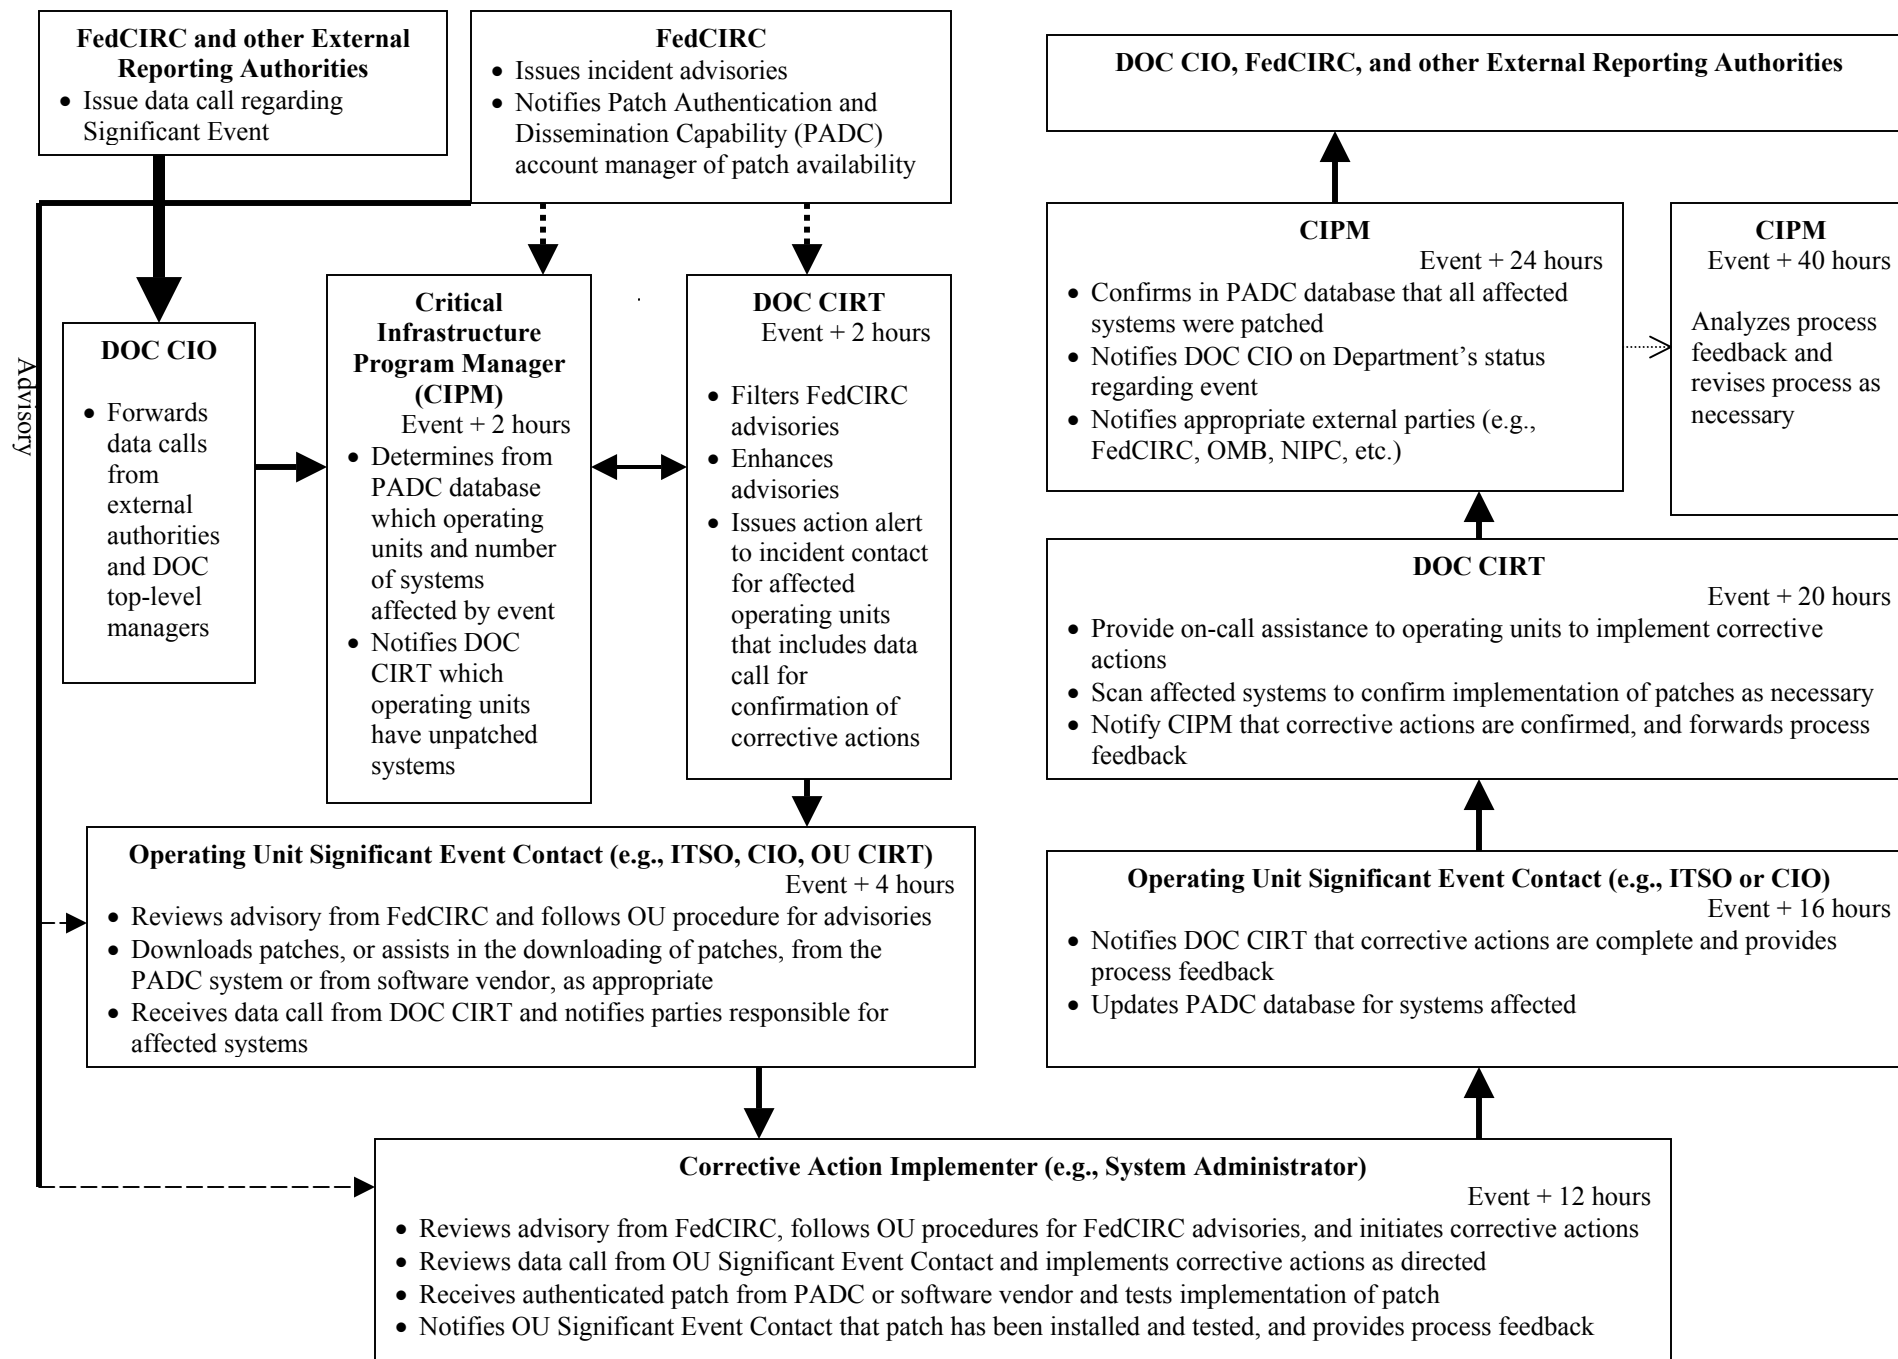 FedCIRC and other External
Reporting Authorities
• Issue data call regarding
Significant Event
FedCIRC
• Issues incident advisories
• Notifies Patch Authentication and
Dissemination Capability (PADC)
account manager of patch availability
DOC CIO, FedCIRC, and other External Reporting Authorities
Advisory
DOC CIO
• Forwards
data calls
from
external
authorities
and DOC
top-level
managers
Critical
Infrastructure
Program Manager
(CIPM)
Event + 2 hours
• Determines from
PADC database
which operating
units and number
of systems
affected by event
• Notifies DOC
CIRT which
operating units
have unpatched
systems
DOC CIRT
Event + 2 hours
• Filters FedCIRC
advisories
• Enhances
advisories
• Issues action alert
to incident contact
for affected
operating units
that includes data
call for
confirmation of
corrective actions
CIPM
Event + 24 hours
• Confirms in PADC database that all affected
systems were patched
• Notifies DOC CIO on Department’s status
regarding event
• Notifies appropriate external parties (e.g.,
FedCIRC, OMB, NIPC, etc.)
CIPM
Event + 40 hours
Analyzes process
feedback and
revises process as
necessary
DOC CIRT
Event + 20 hours
• Provide on-call assistance to operating units to implement corrective
actions
• Scan affected systems to confirm implementation of patches as necessary
• Notify CIPM that corrective actions are confirmed, and forwards process
feedback
Operating Unit Significant Event Contact (e.g., ITSO, CIO, OU CIRT)
Event + 4 hours
• Reviews advisory from FedCIRC and follows OU procedure for advisories
• Downloads patches, or assists in the downloading of patches, from the
PADC system or from software vendor, as appropriate
• Receives data call from DOC CIRT and notifies parties responsible for
affected systems
Operating Unit Significant Event Contact (e.g., ITSO or CIO)
Event + 16 hours
• Notifies DOC CIRT that corrective actions are complete and provides
process feedback
• Updates PADC database for systems affected
Corrective Action Implementer (e.g., System Administrator)
Event + 12 hours
• Reviews advisory from FedCIRC, follows OU procedures for FedCIRC advisories, and initiates corrective actions
• Reviews data call from OU Significant Event Contact and implements corrective actions as directed
• Receives authenticated patch from PADC or software vendor and tests implementation of patch
• Notifies OU Significant Event Contact that patch has been installed and tested, and provides process feedback